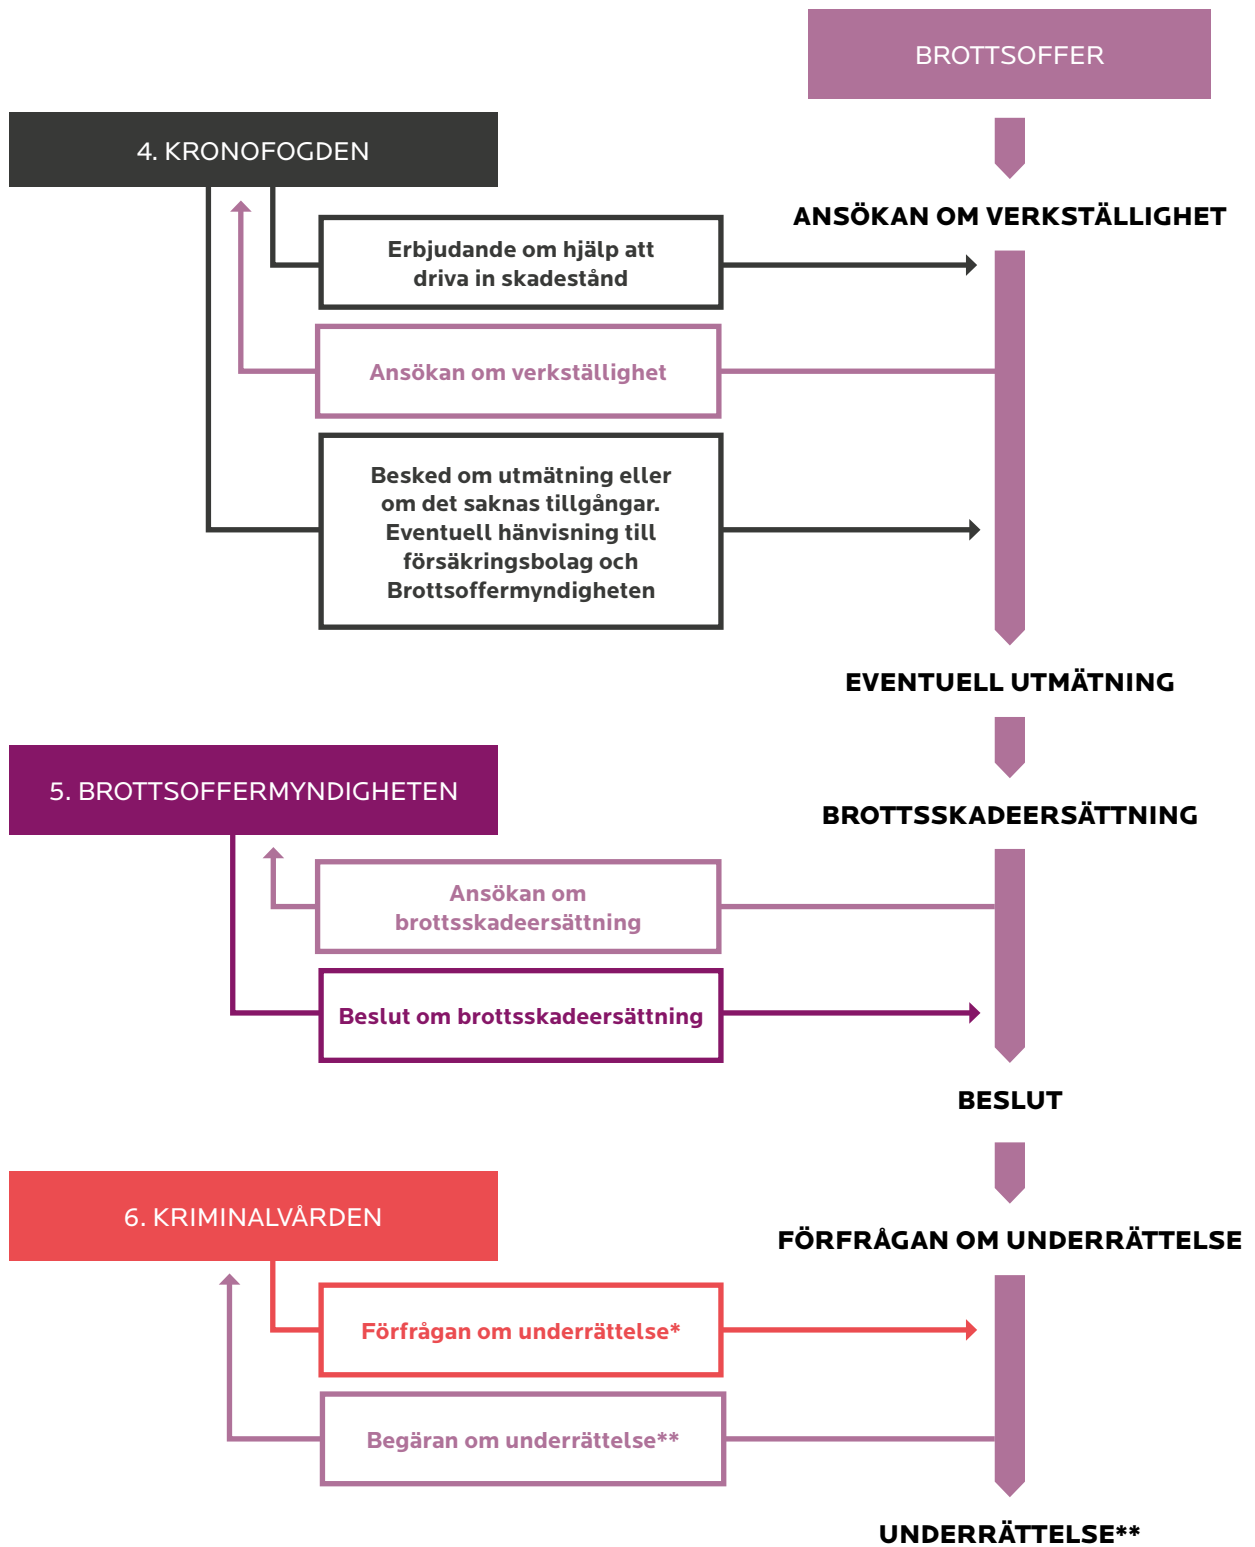 BROTTSOFFER
4. KRONOFOGDEN
ANSÖKAN OM VERKSTÄLLIGHET
Erbjudande om hjälp att
driva in skadestånd
Ansökan om verkställighet
Besked om utmätning eller
om det saknas tillgångar.
Eventuell hänvisning till
försäkringsbolag och
Brottsoffermyndigheten
EVENTUELL UTMÄTNING
5. BROTTSOFFERMYNDIGHETEN
BROTTSSKADEERSÄTTNING
Ansökan om
brottsskadeersättning
Beslut om brottsskadeersättning
BESLUT
6. KRIMINALVÅRDEN
FÖRFRÅGAN OM UNDERRÄTTELSE
Förfrågan om underrättelse*
Begäran om underrättelse**
UNDERRÄTTELSE**